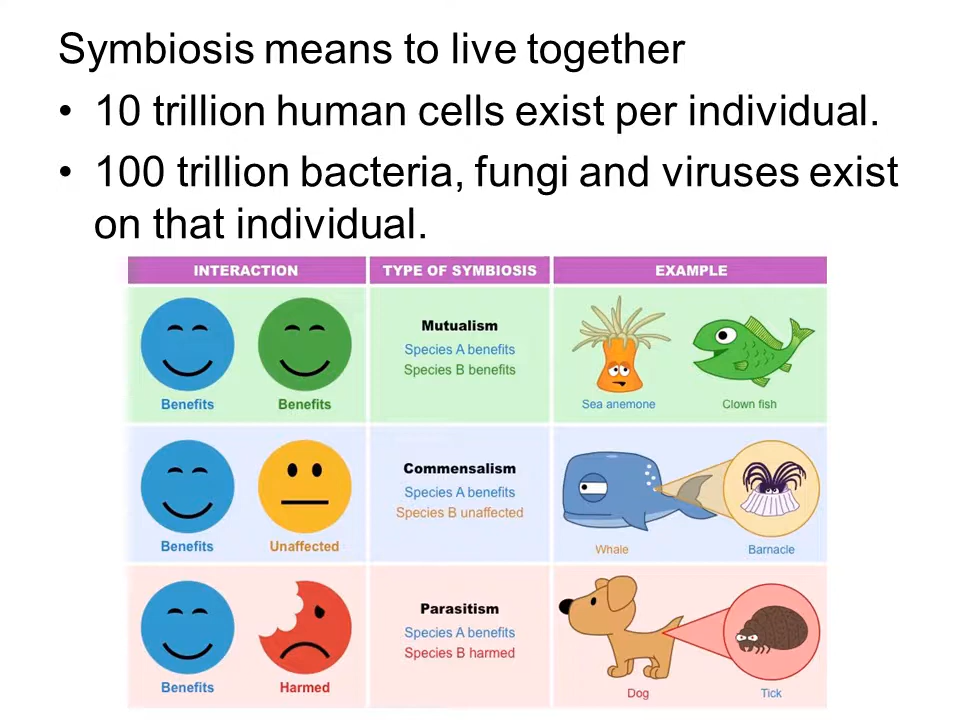 Symbiosis means to live together
• 10 trillion human cells exist per individual.
• 100 trillion bacteria, fungi and viruses exist
on that individual.
INTERACTION TYPE OF SYMBIOSIS EXAMPLE
Mutualism
Species A benefits
Species B benefits
Benefits Benefits Sea anemone Clown fish
Commensalism
Species A benefits
Species B unaffected
Benefits Unaffected Whale Barnacle
Parasitism
Species A benefits
Species B harmed
Benefits Harmed Dog Tick